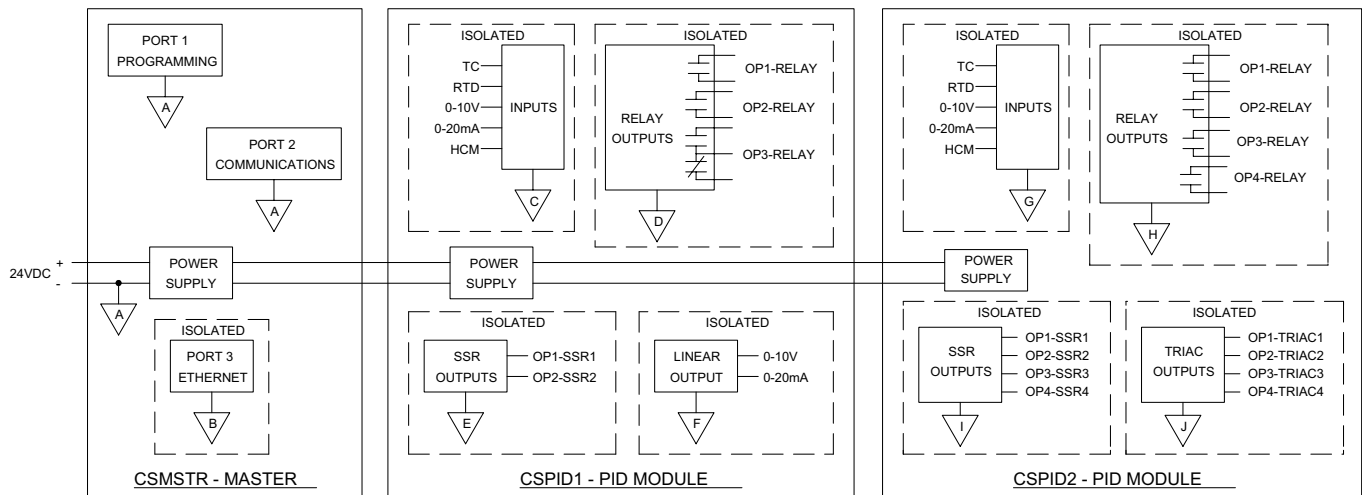 PORT 1
PROGRAMMING
A
PORT 2
COMMUNICATIONS
A
24VDC
+
-
A
POWER
SUPPLY
ISOLATED
PORT 3
ETHERNET
B
CSMSTR - MASTER
ISOLATED
TC
RTD
0-10V
0-20mA
HCM
INPUTS
C
ISOLATED
RELAY
OUTPUTS
OP1-RELAY
OP2-RELAY
OP3-RELAY
D
POWER
SUPPLY
ISOLATED
SSR
OUTPUTS
OP1-SSR1
OP2-SSR2
E
ISOLATED
LINEAR
OUTPUT
0-10V
0-20mA
F
CSPID1 - PID MODULE
ISOLATED
TC
RTD
0-10V
0-20mA
HCM
INPUTS
G
ISOLATED
RELAY
OUTPUTS
OP1-RELAY
OP2-RELAY
OP3-RELAY
OP4-RELAY
H
POWER
SUPPLY
ISOLATED
SSR
OUTPUTS
OP1-SSR1
OP2-SSR2
OP3-SSR3
OP4-SSR4
I
ISOLATED
TRIAC
OUTPUTS
OP1-TRIAC1
OP2-TRIAC2
OP3-TRIAC3
OP4-TRIAC4
J
CSPID2 - PID MODULE